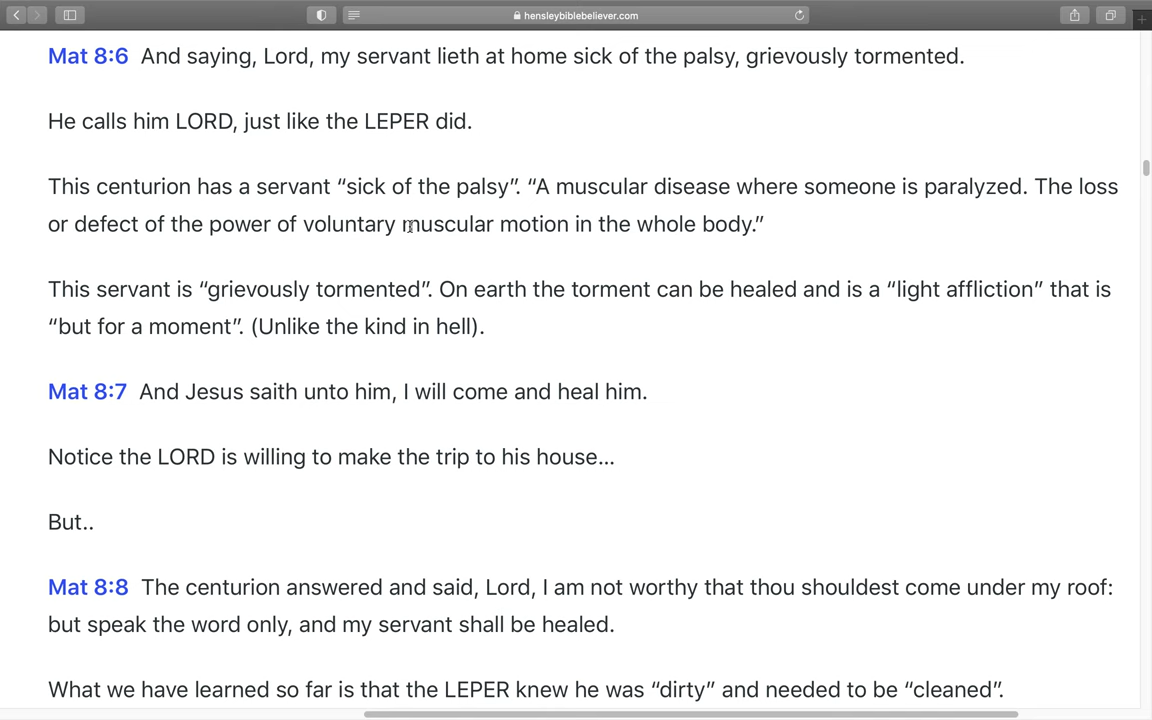 hensleybiblebeliever.com
Mat 8:6 And saying, Lord, my servant lieth at home sick of the palsy, grievously tormented.
He calls him LORD, just like the LEPER did.
This centurion has a servant “sick of the palsy”. “A muscular disease where someone is paralyzed. The loss
or defect of the power of voluntary muscular motion in the whole body.”
This servant is “grievously tormented”. On earth the torment can be healed and is a “light affliction” that is
“but for a moment”. (Unlike the kind in hell).
Mat 8:7 And Jesus saith unto him, I will come and heal him.
Notice the LORD is willing to make the trip to his house...
But..
Mat 8:8 The centurion answered and said, Lord, I am not worthy that thou shouldest come under my roof:
but speak the word only, and my servant shall be healed.
What we have learned so far is that the LEPER knew he was “dirty” and needed to be “cleaned”.